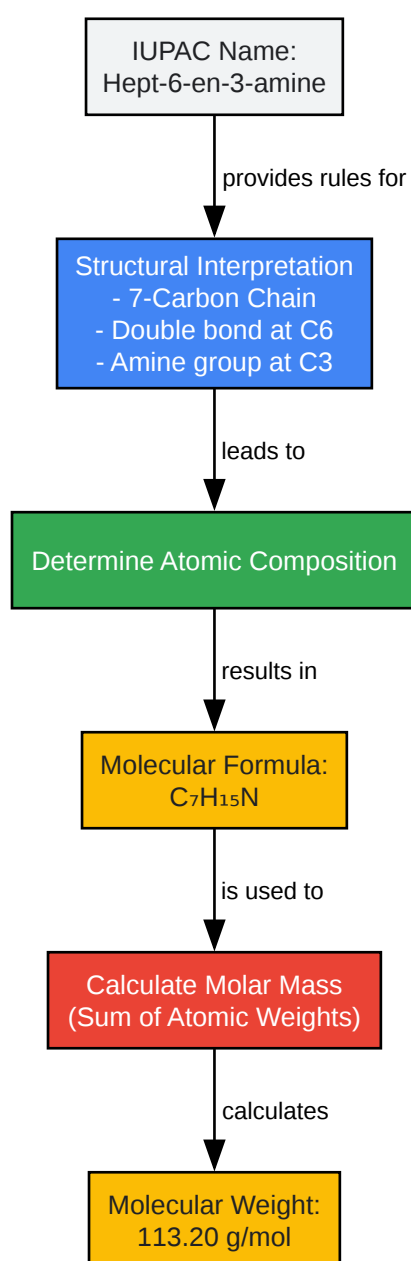 IUPAC Name:
Hept-6-en-3-amine
provides rules for
Structural Interpretation
- 7-Carbon Chain
- Double bond at C6
- Amine group at C3
leads to
Determine Atomic Composition
results in
Molecular Formula:
C₇H₁₅N
is used to
Calculate Molar Mass
(Sum of Atomic Weights)
calculates
Molecular Weight:
113.20 g/mol